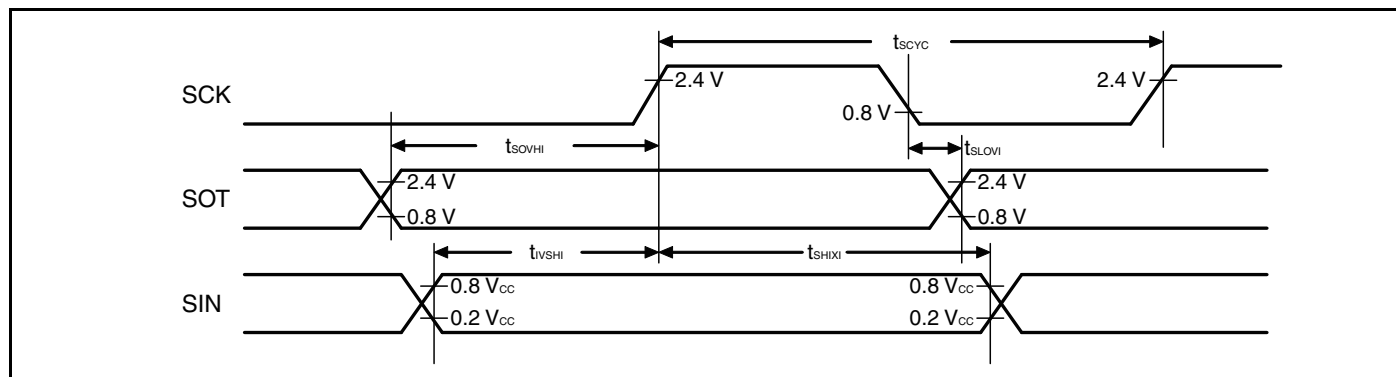 tSCYC
SCK
2.4 V
0.8 V
2.4 V
tSOVHI
tSLOVI
SOT
2.4 V
0.8 V
2.4 V
0.8 V
tIVSHI
tSHIXI
SIN
0.8 VCC
0.2 VCC
0.8 VCC
0.2 VCC